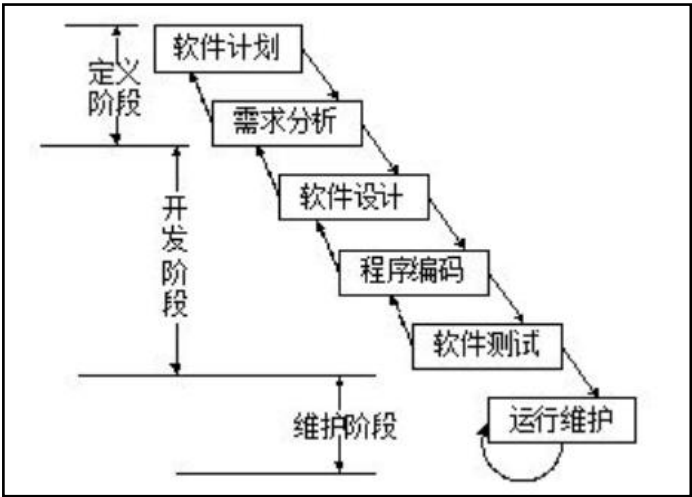 软件计划
定义
阶段
需求分析
软件设计
开
发
阶
段
程序编码
软件测试
运行维护
维护阶段